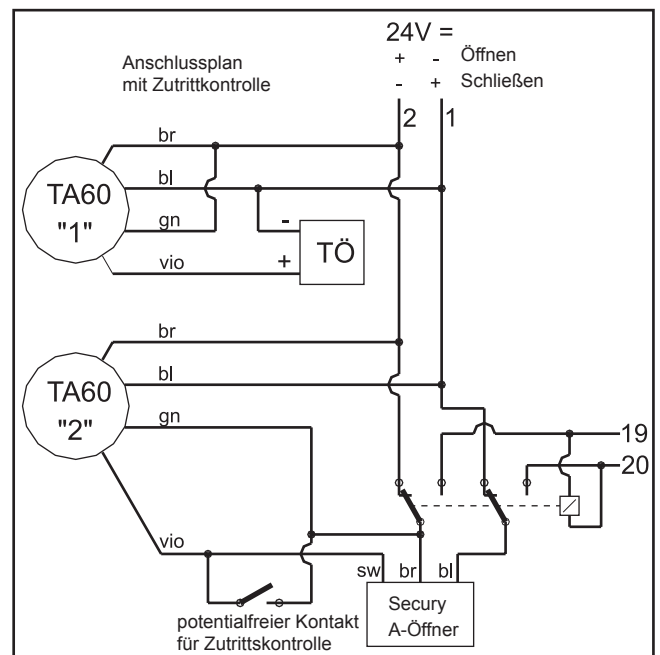 24V =
Anschlussplan
mit Zutrittkontrolle
+ - Öffnen
- + Schließen
2 1
br
bl
TA60
"1"
gn
-
TÖ
vio
+
br
bl
TA60
"2"
gn
19
20
vio
sw br bl
Secury
A-Öffner
potentialfreier Kontakt
für Zutrittskontrolle